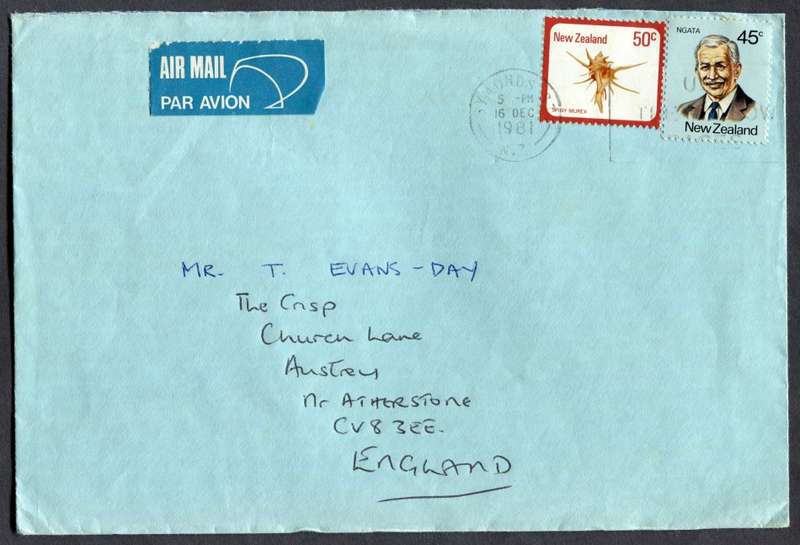 AIR MAIL
PAR AVION
New Zealand 50c
SPINY MUREX
NGATA
45c
New Zealand
5 -PM
16 DEC
1981
N.Z.
MR. T. EVANS-DAY
The Crisp
Church Lane
Austrey
Nr ATHERSTONE
CV8 3EE.
ENGLAND